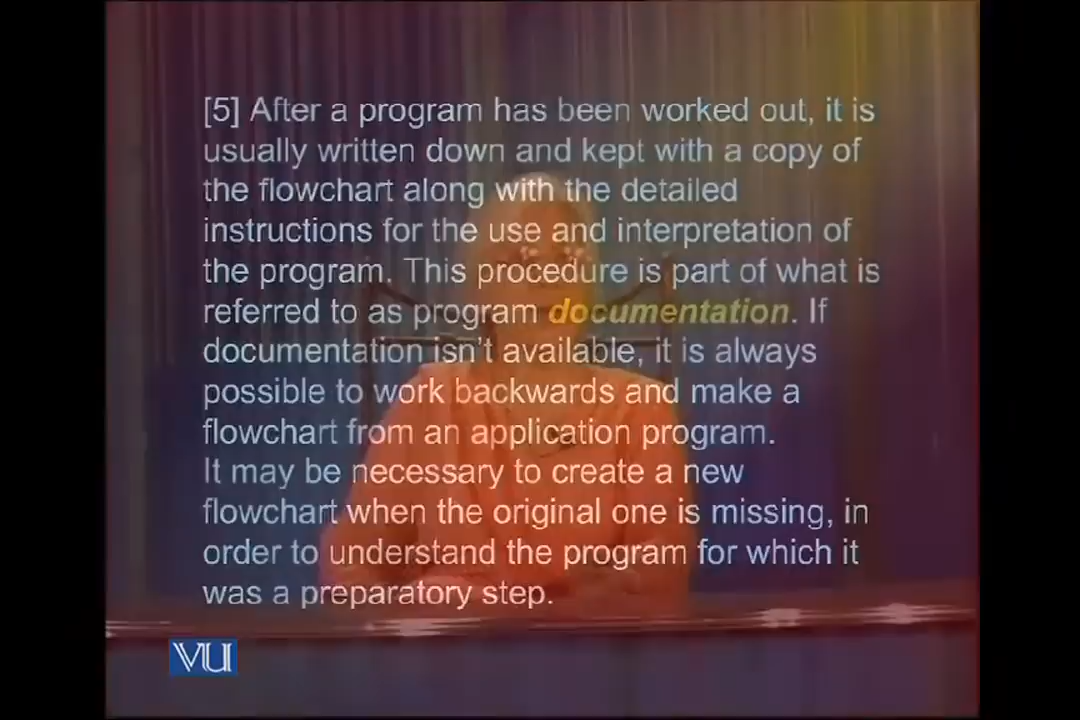 [5] After a program has been worked out, it is
usually written down and kept with a copy of
the flowchart along with the detailed
instructions for the use and interpretation of
the program. This procedure is part of what is
referred to as program documentation. If
documentation isn't available, it is always
possible to work backwards and make a
flowchart from an application program.
It may be necessary to create a new
flowchart when the original one is missing, in
order to understand the program for which it
was a preparatory step.
VU